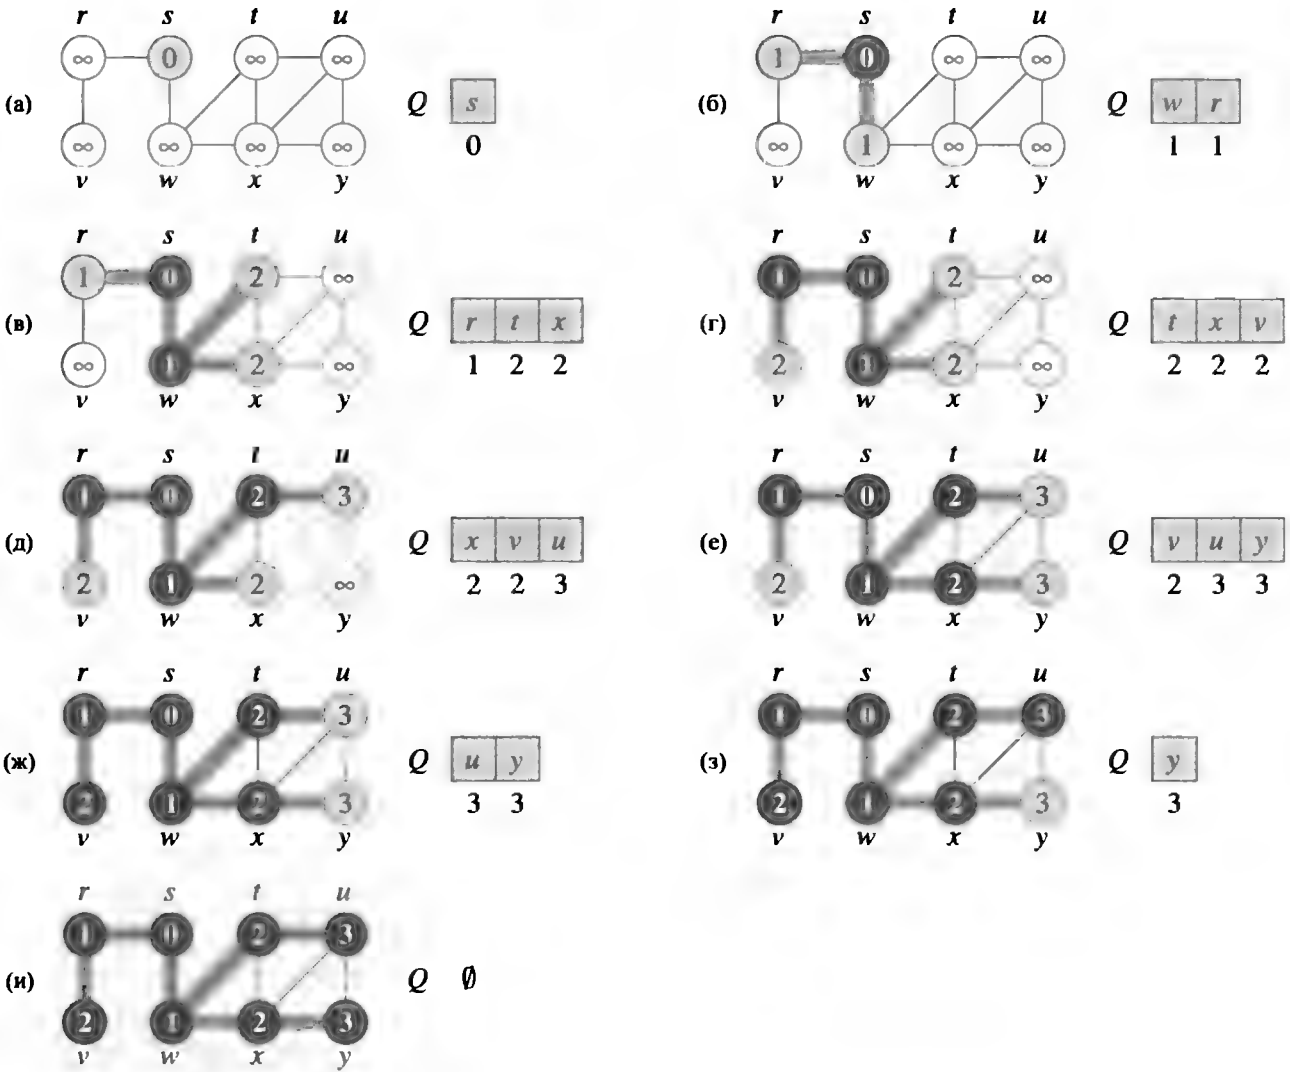 r s t u r s t u
(а) ∞ 0 ∞ ∞ Q s (б) 1 0 ∞ ∞ Q w r
∞ ∞ ∞ ∞ 0 ∞ 1 ∞ ∞ 1 1
v w x y v w x y
r s t u r s t u
(в) 1 0 2 ∞ Q r t x (г) 1 0 2 ∞ Q t x v
∞ 1 2 ∞ 1 2 2 2 1 2 ∞ 2 2 2
v w x y v w x y
r s t u r s t u
(д) 1 0 2 3 Q x v u (е) 1 0 2 3 Q v u y
2 1 2 ∞ 2 2 3 2 1 2 3 2 3 3
v w x y v w x y
r s t u r s t u
(ж) 1 0 2 3 Q u y (з) 1 0 2 3 Q y
2 1 2 3 3 3 2 1 2 3 3
v w x y v w x y
r s t u
(и) 1 0 2 3 Q ∅
2 1 2 3
v w x y